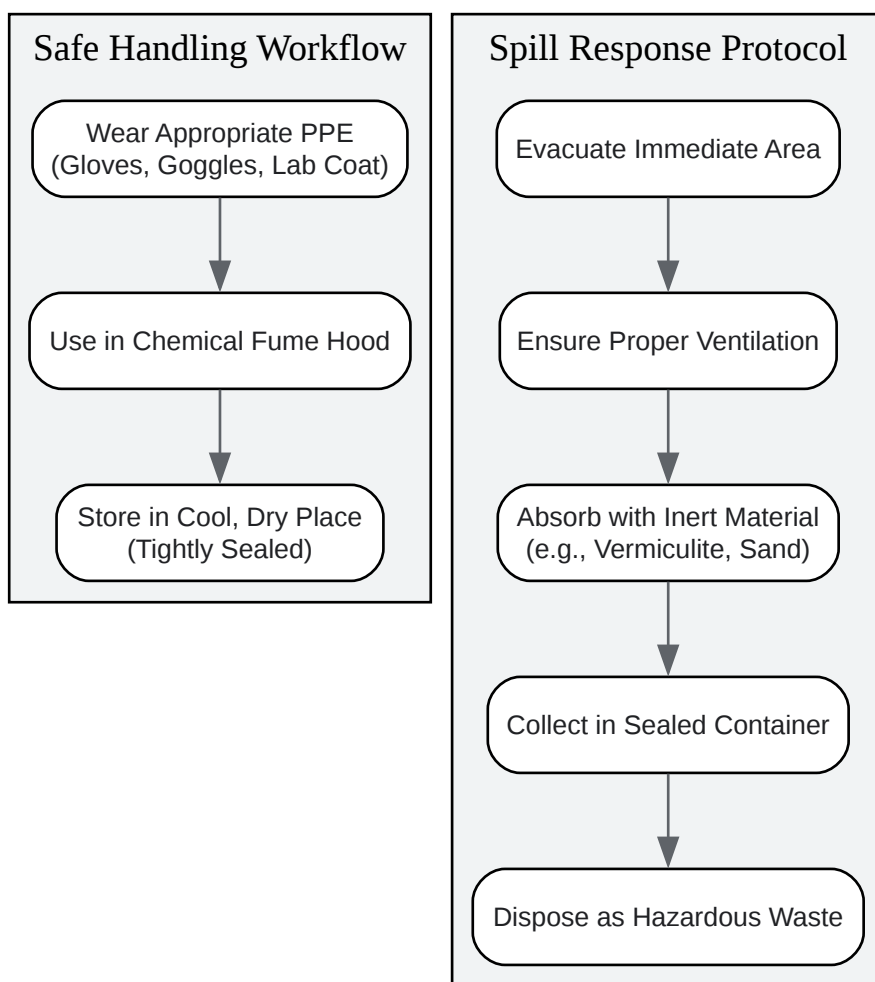 Safe Handling Workflow
Wear Appropriate PPE
(Gloves, Goggles, Lab Coat)
Use in Chemical Fume Hood
Store in Cool, Dry Place
(Tightly Sealed)
Spill Response Protocol
Evacuate Immediate Area
Ensure Proper Ventilation
Absorb with Inert Material
(e.g., Vermiculite, Sand)
Collect in Sealed Container
Dispose as Hazardous Waste